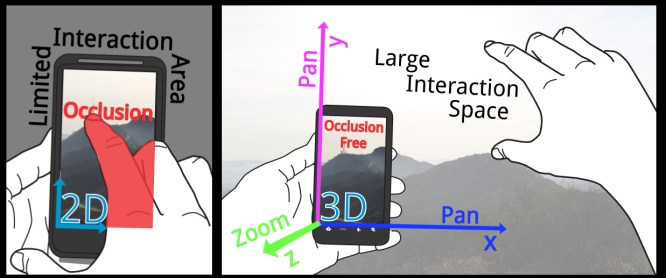 Limited
Interaction
Area
Occlusion
2D
Pan
y
Large
Interaction
Space
Occlusion
Free
3D
Zoom
z
Pan
x